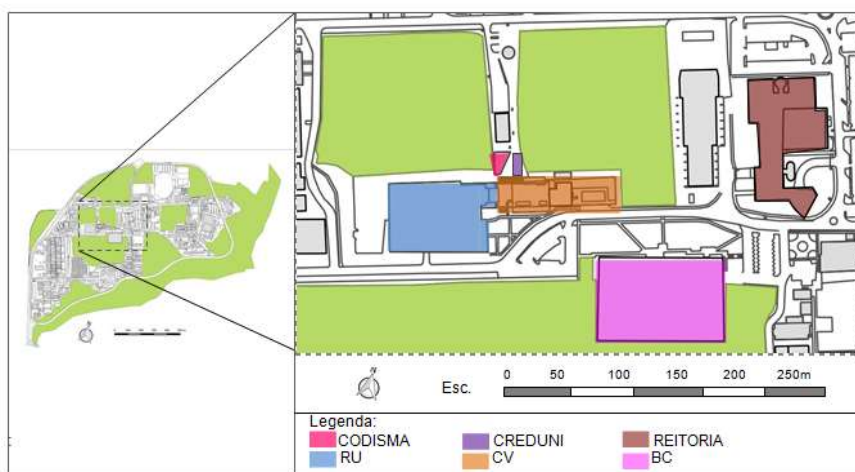 N
Esc.
0 50 100 150 200 250m
N
Legenda:
CODISMA CREDUNI REITORIA
RU CV BC